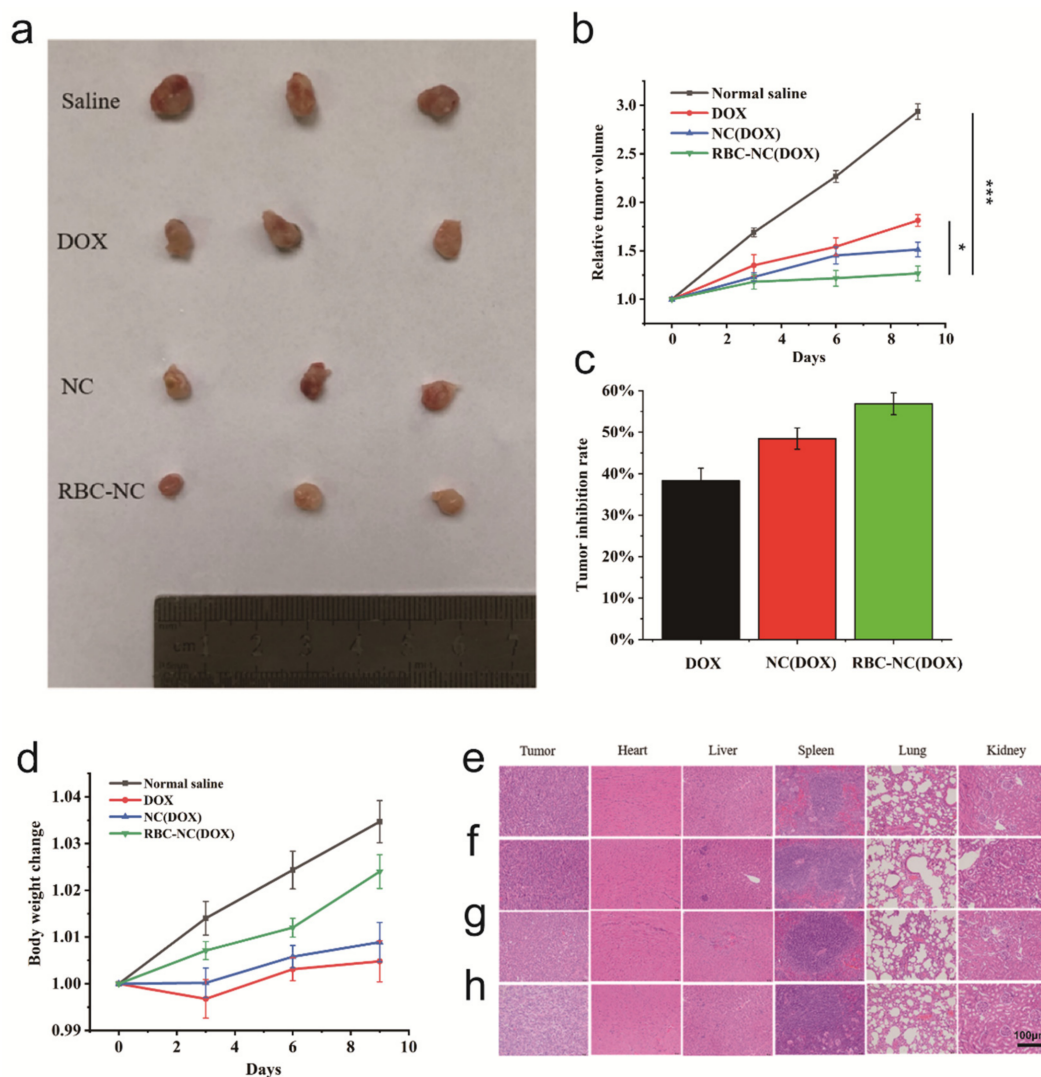 a
Saline
DOX
NC
RBC-NC
cm 1 2 3 4 5 6 7
b
Relative tumor volume
3.0
2.5
2.0
1.5
1.0
Normal saline
DOX
NC(DOX)
RBC-NC(DOX)
***
*
0 2 4 6 8 10
Days
c
Tumor inhibition rate
60%
50%
40%
30%
20%
10%
0%
DOX NC(DOX) RBC-NC(DOX)
d
Body weight change
1.04
1.03
1.02
1.01
1.00
0.99
Normal saline
DOX
NC(DOX)
RBC-NC(DOX)
0 2 4 6 8 10
Days
Tumor Heart Liver Spleen Lung Kidney
e
f
g
h
100μm